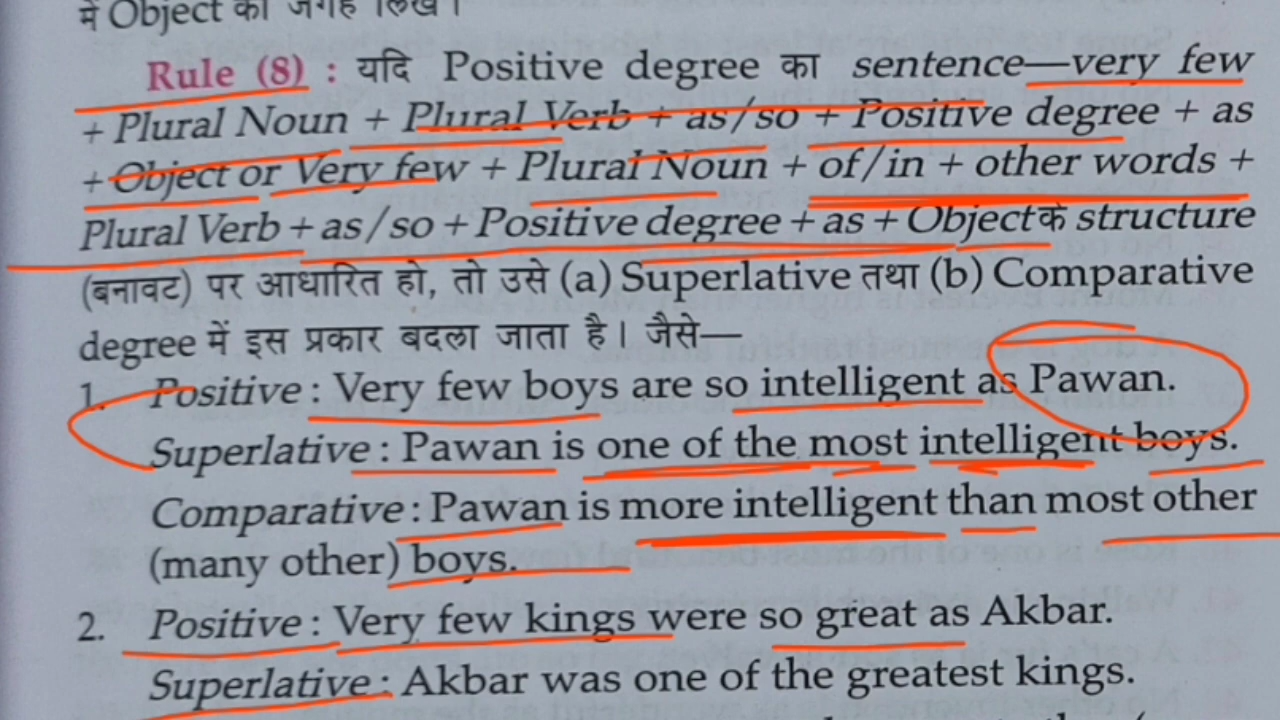 में Object की जगह लिखें।
Rule (8) : यदि Positive degree का sentence—very few
+ Plural Noun + Plural Verb + as/so + Positive degree + as
+ Object or Very few + Plural Noun + of/in + other words +
Plural Verb + as/so + Positive degree + as + Object के structure
(बनावट) पर आधारित हो, तो उसे (a) Superlative तथा (b) Comparative
degree में इस प्रकार बदला जाता है। जैसे—
1. Positive : Very few boys are so intelligent as Pawan.
Superlative : Pawan is one of the most intelligent boys.
Comparative : Pawan is more intelligent than most other
(many other) boys.
2. Positive : Very few kings were so great as Akbar.
Superlative : Akbar was one of the greatest kings.